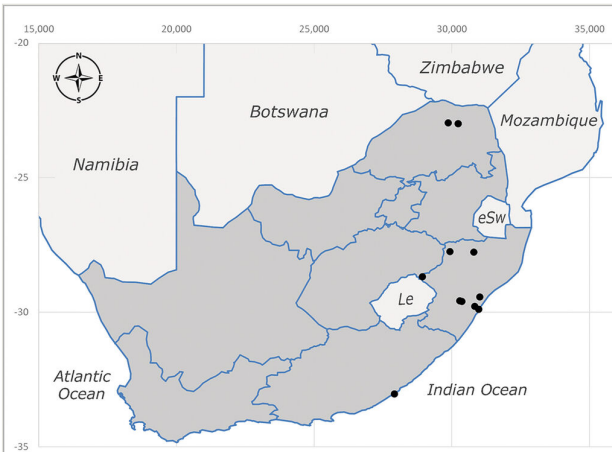 15,000 20,000 25,000 30,000 35,000
-20
N
W E
S
Zimbabwe
Botswana
Mozambique
Namibia
-25
eSw
Le
-30
Atlantic
Ocean
Indian Ocean
-35